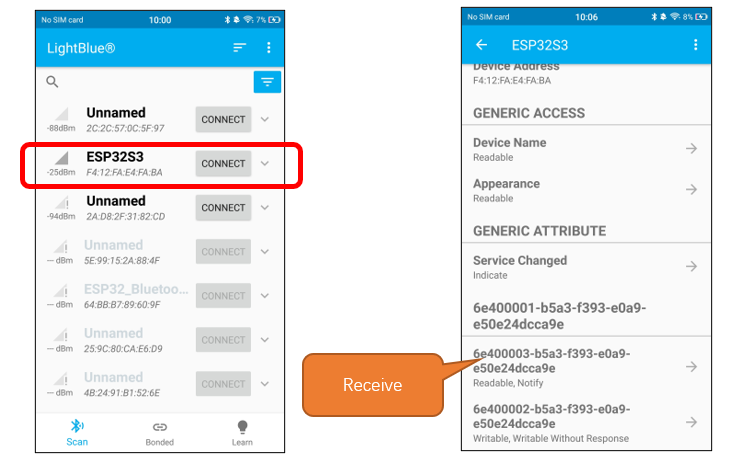 No SIM card 10:00 7%
LightBlue®
Unnamed
-88dBm 2C:2C:57:0C:5F:97 CONNECT
ESP32S3
-25dBm F4:12:FA:E4:FA:BA CONNECT
Unnamed
-94dBm 2A:D8:2F:31:82:CD CONNECT
Unnamed
-- dBm 5E:99:15:2A:88:4F CONNECT
ESP32_Bluetoo...
-- dBm 64:BB:B7:89:60:9F CONNECT
Unnamed
-- dBm 25:9C:80:CA:E6:D9 CONNECT
Unnamed
-- dBm 4B:24:91:B1:52:6E CONNECT
Scan Bonded Learn
No SIM card 10:06 8%
ESP32S3
Device Address
F4:12:FA:E4:FA:BA
GENERIC ACCESS
Device Name
Readable
Appearance
Readable
GENERIC ATTRIBUTE
Service Changed
Indicate
6e400001-b5a3-f393-e0a9-
e50e24dcca9e
6e400003-b5a3-f393-e0a9-
e50e24dcca9e
Readable, Notify
6e400002-b5a3-f393-e0a9-
e50e24dcca9e
Writable, Writable Without Response
Receive